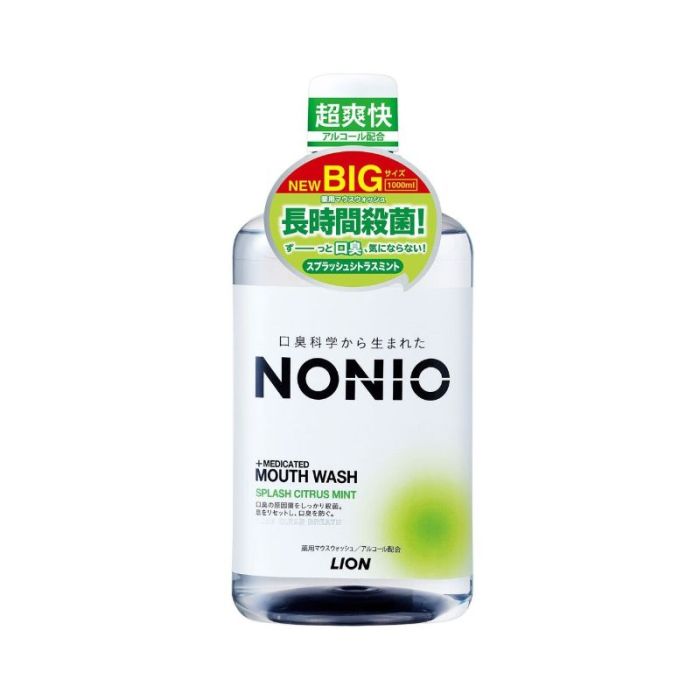 超爽快
アルコール配合
NEW BIG サイズ 1000ml
薬用マウスウォッシュ
長時間殺菌!
ずーーっと口臭、気にならない!
スプラッシュシトラスミント
口臭科学から生まれた
NONIO
+MEDICATED
MOUTH WASH
SPLASH CITRUS MINT
口臭の原因菌をしっかり殺菌。
息をリセットし、口臭を防ぐ。
LONG CLEAR BREATH
薬用マウスウォッシュ/アルコール配合
LION